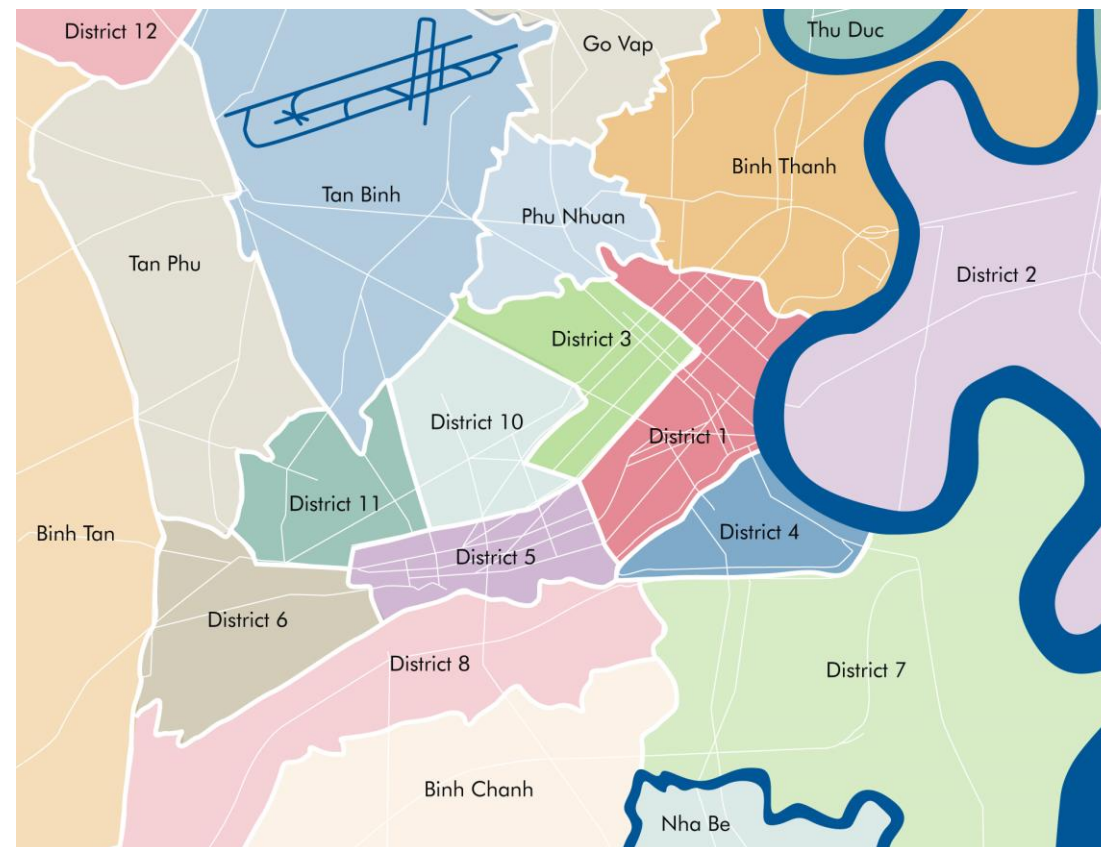 District 12
Go Vap
Thu Duc
Binh Thanh
Tan Binh
Phu Nhuan
Tan Phu
District 2
District 3
District 10
District 1
District 11
Binh Tan
District 4
District 5
District 6
District 8
District 7
Binh Chanh
Nha Be